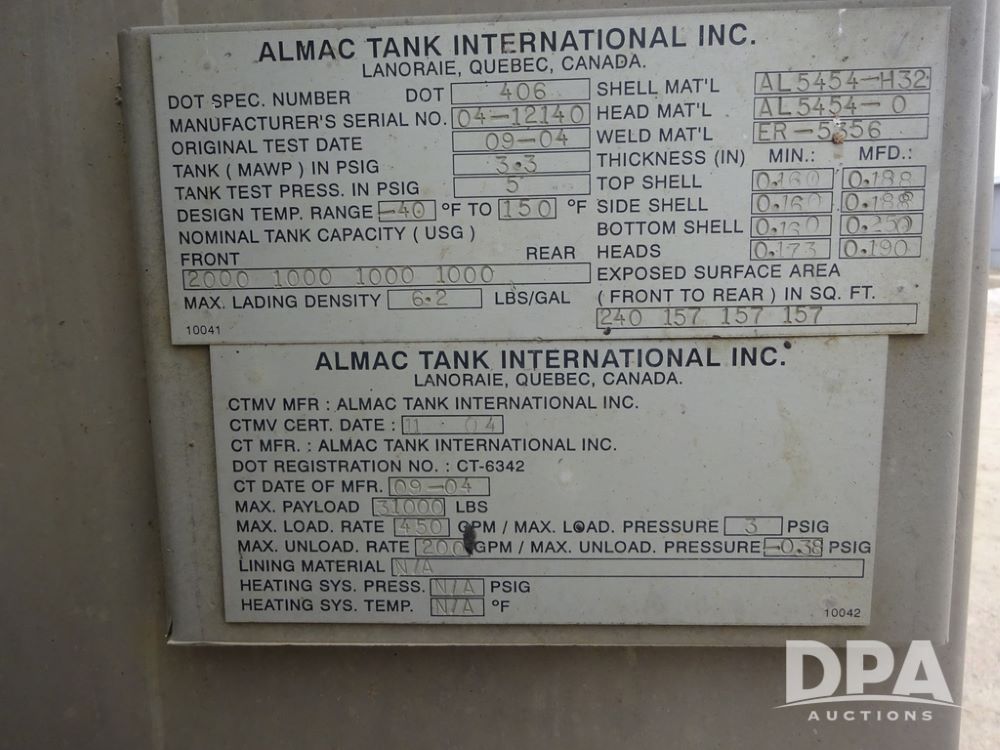 ALMAC TANK INTERNATIONAL INC.
LANORAIE, QUEBEC, CANADA.
DOT SPEC. NUMBER DOT 406
MANUFACTURER'S SERIAL NO. 04-12140
ORIGINAL TEST DATE 09-04
TANK ( MAWP ) IN PSIG 3.3
TANK TEST PRESS. IN PSIG 5
DESIGN TEMP. RANGE -40 °F TO 150 °F
NOMINAL TANK CAPACITY ( USG )
FRONT REAR
2000 1000 1000 1000
MAX. LADING DENSITY 6.2 LBS/GAL
10041
SHELL MAT'L AL5454-H32
HEAD MAT'L AL5454-0
WELD MAT'L ER-5356
THICKNESS (IN) MIN.: MFD.:
TOP SHELL 0.160 0.188
SIDE SHELL 0.160 0.188
BOTTOM SHELL 0.160 0.250
HEADS 0.173 0.190
EXPOSED SURFACE AREA
( FRONT TO REAR ) IN SQ. FT.
240 157 157 157
ALMAC TANK INTERNATIONAL INC.
LANORAIE, QUEBEC, CANADA.
CTMV MFR : ALMAC TANK INTERNATIONAL INC.
CTMV CERT. DATE : 11 04
CT MFR. : ALMAC TANK INTERNATIONAL INC.
DOT REGISTRATION NO. : CT-6342
CT DATE OF MFR. 09-04
MAX. PAYLOAD 31000 LBS
MAX. LOAD. RATE 450 GPM / MAX. LOAD. PRESSURE 3 PSIG
MAX. UNLOAD. RATE 200 GPM / MAX. UNLOAD. PRESSURE -0.38 PSIG
LINING MATERIAL N/A
HEATING SYS. PRESS. N/A PSIG
HEATING SYS. TEMP. N/A °F
10042
DPA
AUCTIONS